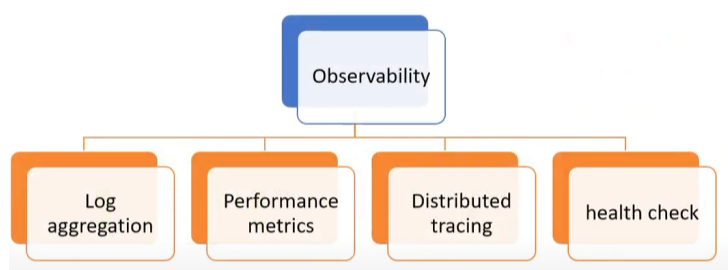 Observability
Log
aggregation
Performance
metrics
Distributed
tracing
health check